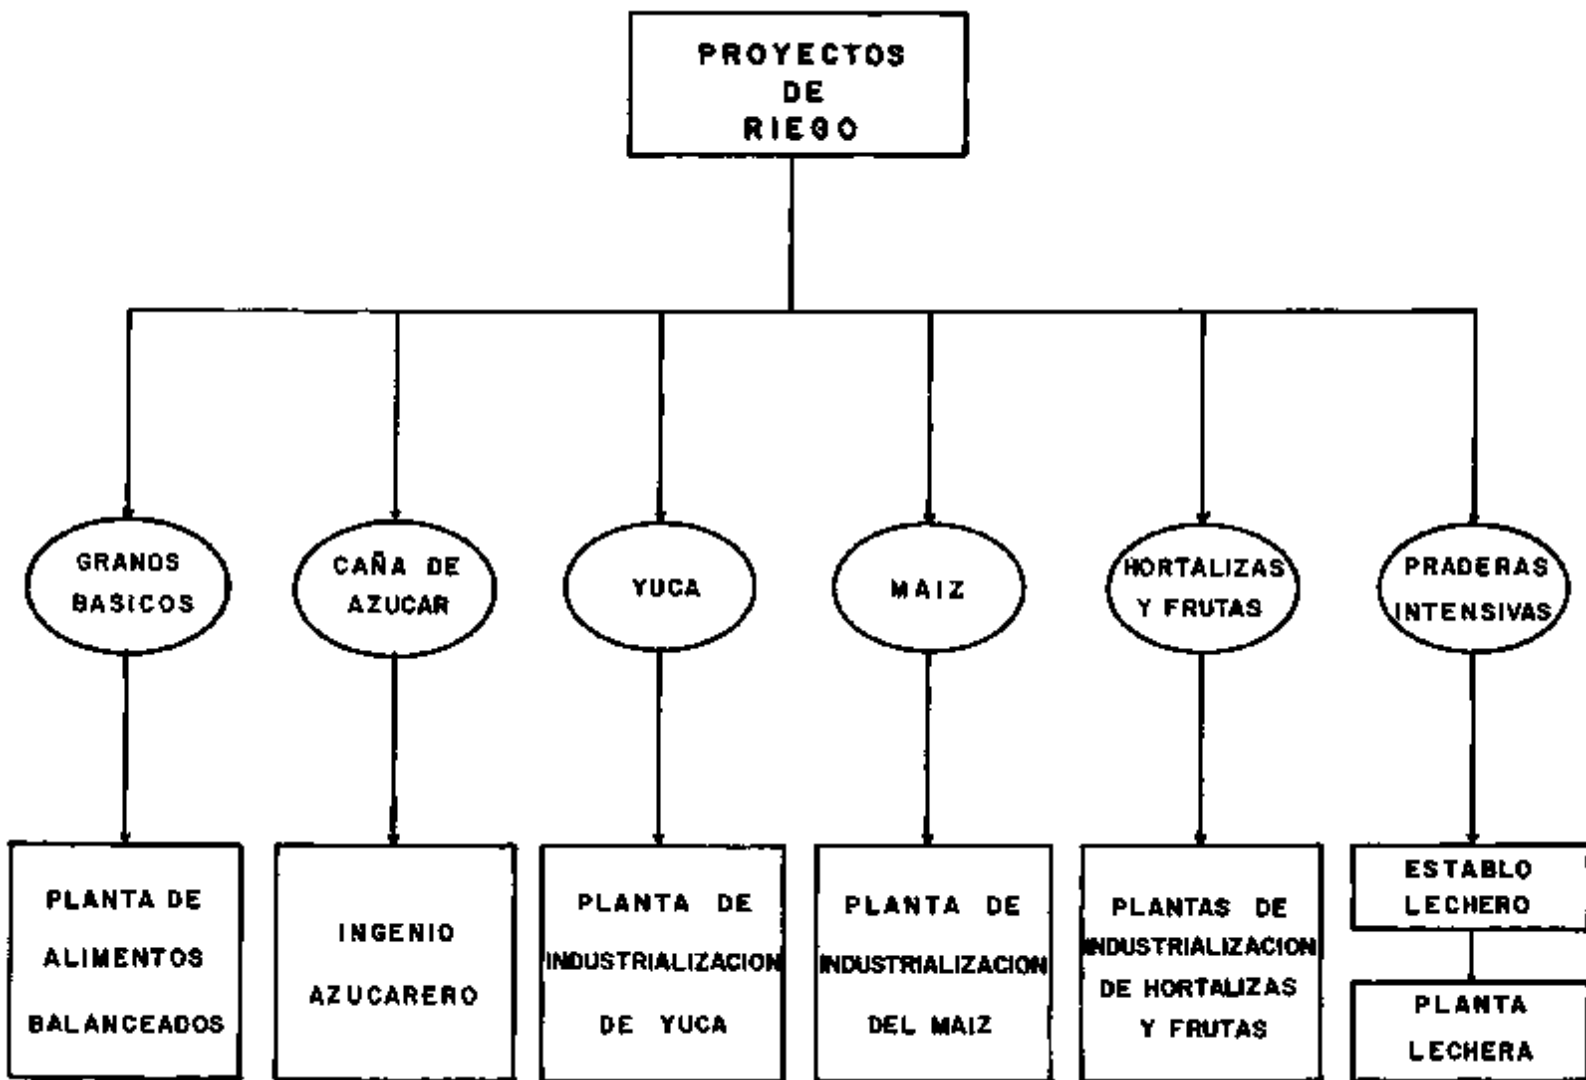 PROYECTOS
DE
RIEGO
GRANOS
BASICOS
CAÑA DE
AZUCAR
YUCA
MAIZ
HORTALIZAS
Y FRUTAS
PRADERAS
INTENSIVAS
PLANTA DE
ALIMENTOS
BALANCEADOS
INGENIO
AZUCARERO
PLANTA DE
INDUSTRIALIZACION
DE YUCA
PLANTA DE
INDUSTRIALIZACION
DEL MAIZ
PLANTAS DE
INDUSTRIALIZACION
DE HORTALIZAS
Y FRUTAS
ESTABLO
LECHERO
PLANTA
LECHERA